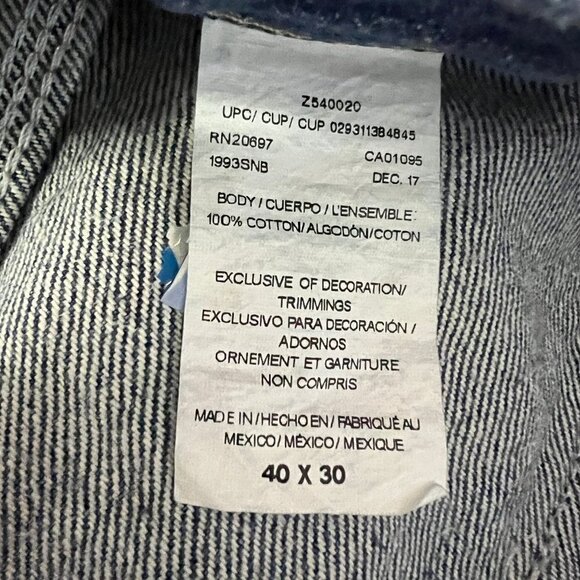 Z540020
UPC/ CUP/ CUP 029311384845
RN20697 CA01095
1993SNB DEC. 17
BODY / CUERPO / L'ENSEMBLE:
100% COTTON/ALGODÓN/COTON
EXCLUSIVE OF DECORATION/
TRIMMINGS
EXCLUSIVO PARA DECORACIÓN /
ADORNOS
ORNEMENT ET GARNITURE
NON COMPRIS
MADE IN / HECHO EN / FABRIQUÉ AU
MEXICO / MÉXICO / MEXIQUE
40 X 30